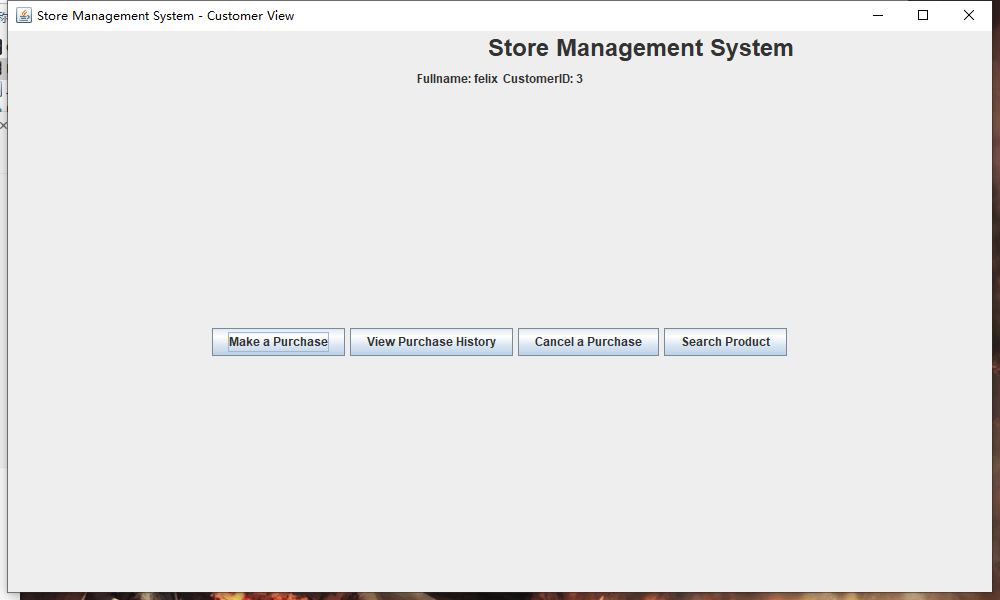 Store Management System - Customer View
Store Management System
Fullname: felix CustomerID: 3
Make a Purchase
View Purchase History
Cancel a Purchase
Search Product